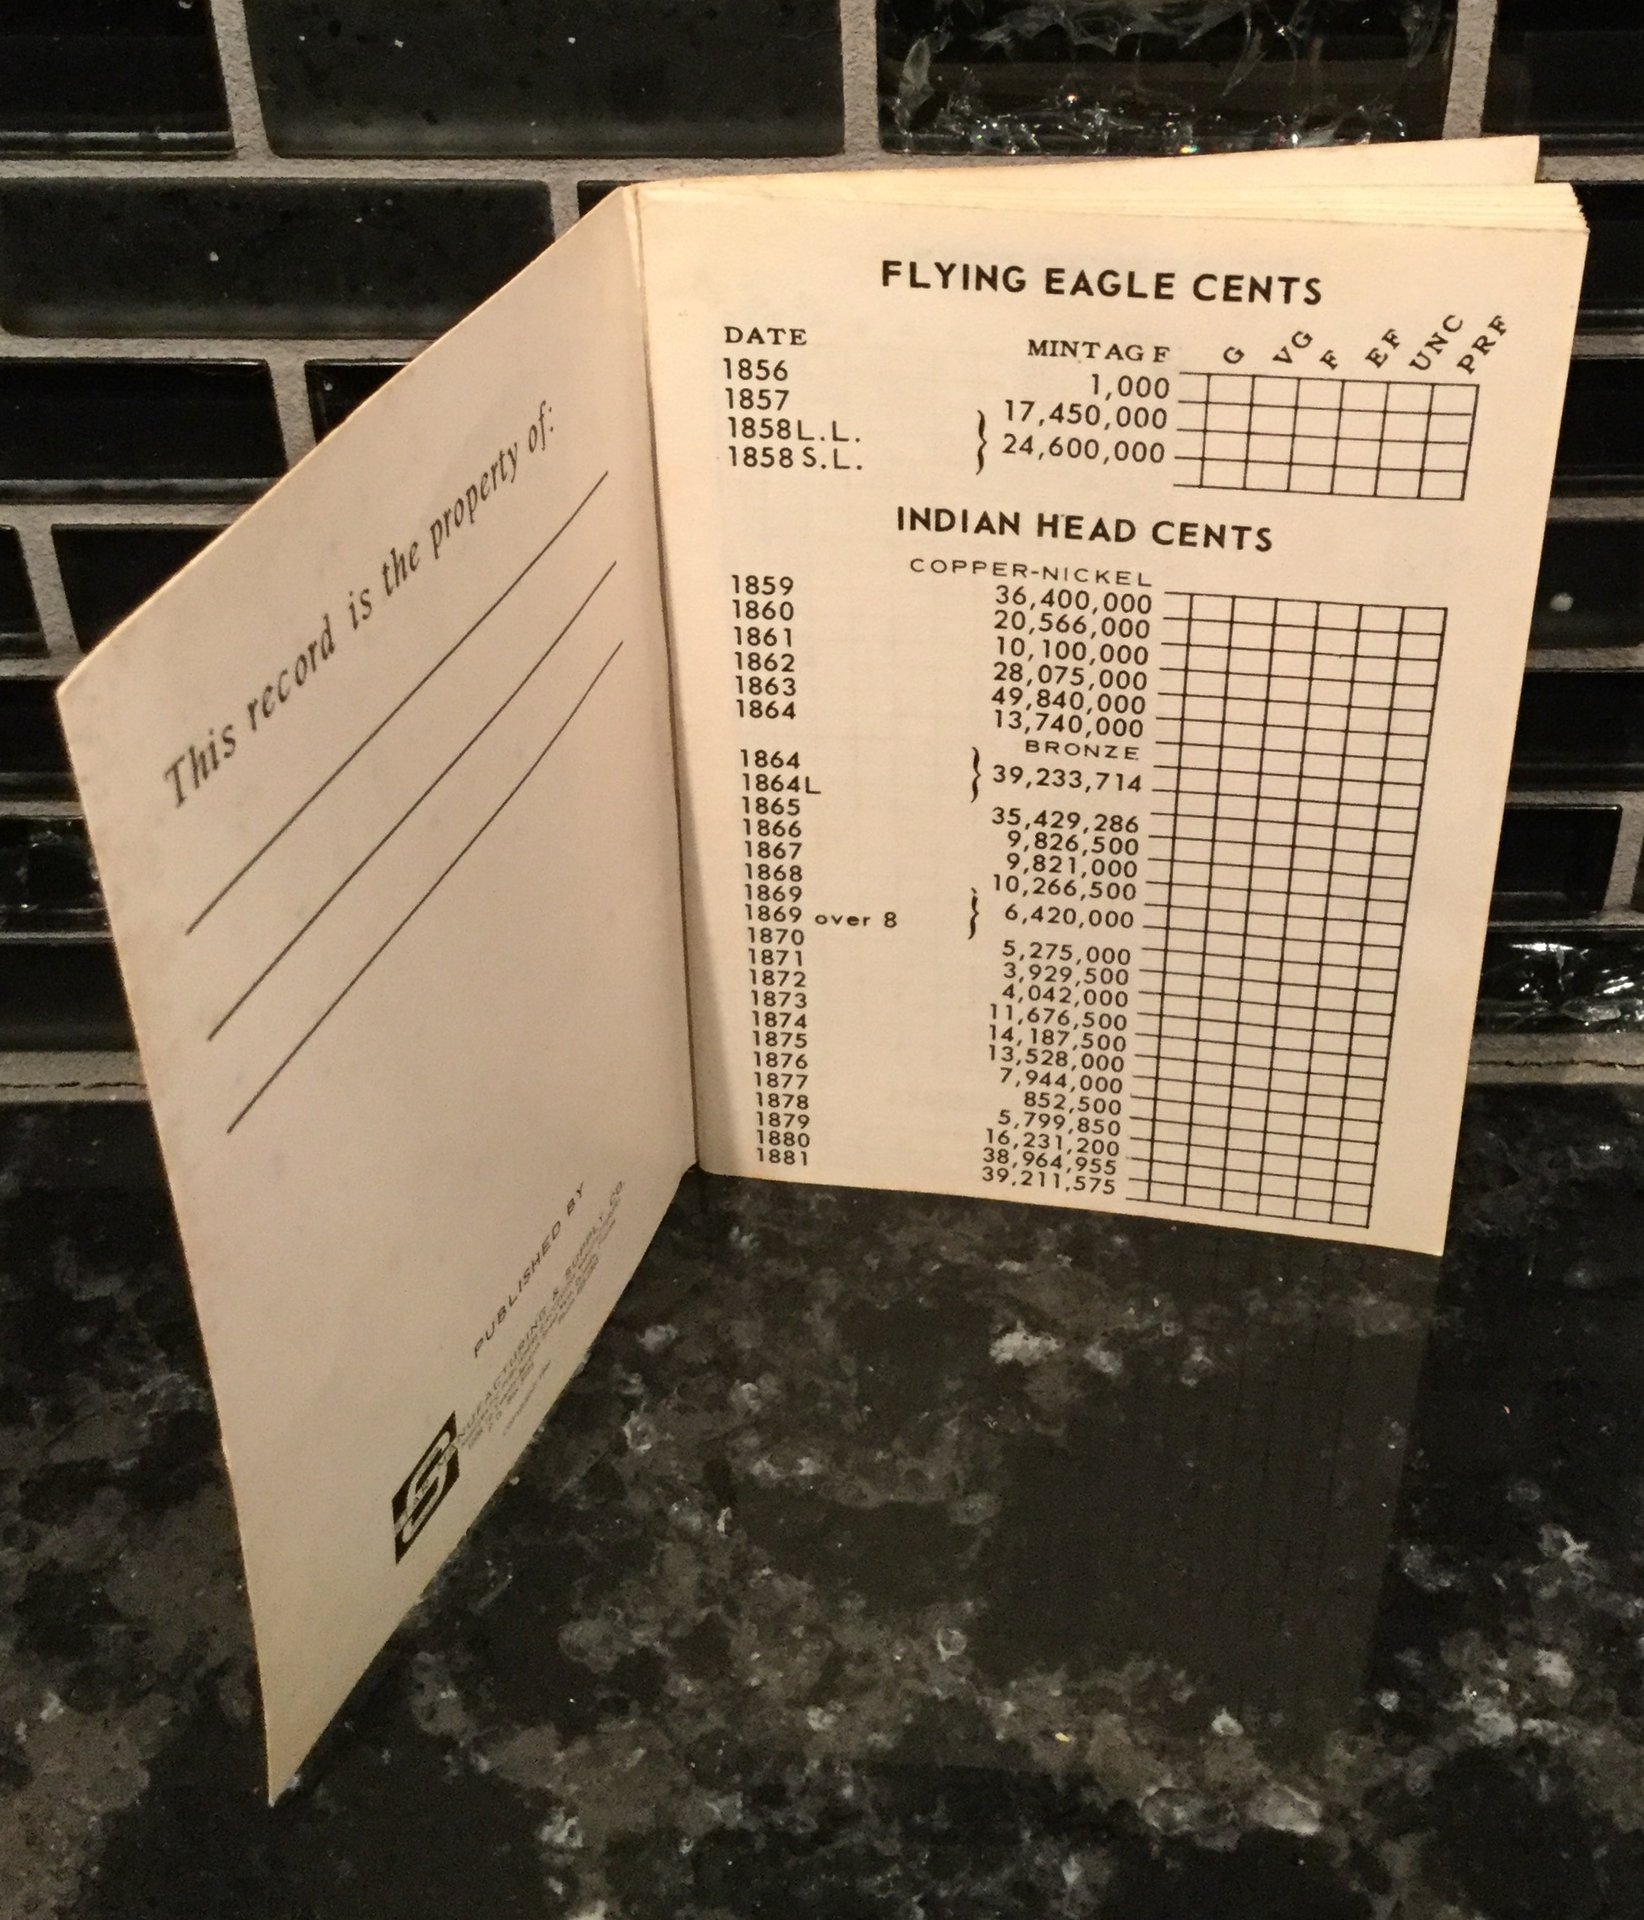 This record is the property of:
PUBLISHED BY
& SUPPLY CO
FLYING EAGLE CENTS
DATE MINTAGE G VG F EF UNC PRF
1856 1,000
1857 17,450,000
1858 L.L. } 24,600,000
1858 S.L.
INDIAN HEAD CENTS
COPPER-NICKEL
1859 36,400,000
1860 20,566,000
1861 10,100,000
1862 28,075,000
1863 49,840,000
1864 13,740,000
BRONZE
1864 } 39,233,714
1864L
1865 35,429,286
1866 9,826,500
1867 9,821,000
1868 10,266,500
1869 } 6,420,000
1869 over 8
1870 5,275,000
1871 3,929,500
1872 4,042,000
1873 11,676,500
1874 14,187,500
1875 13,528,000
1876 7,944,000
1877 852,500
1878 5,799,850
1879 16,231,200
1880 38,964,955
1881 39,211,575